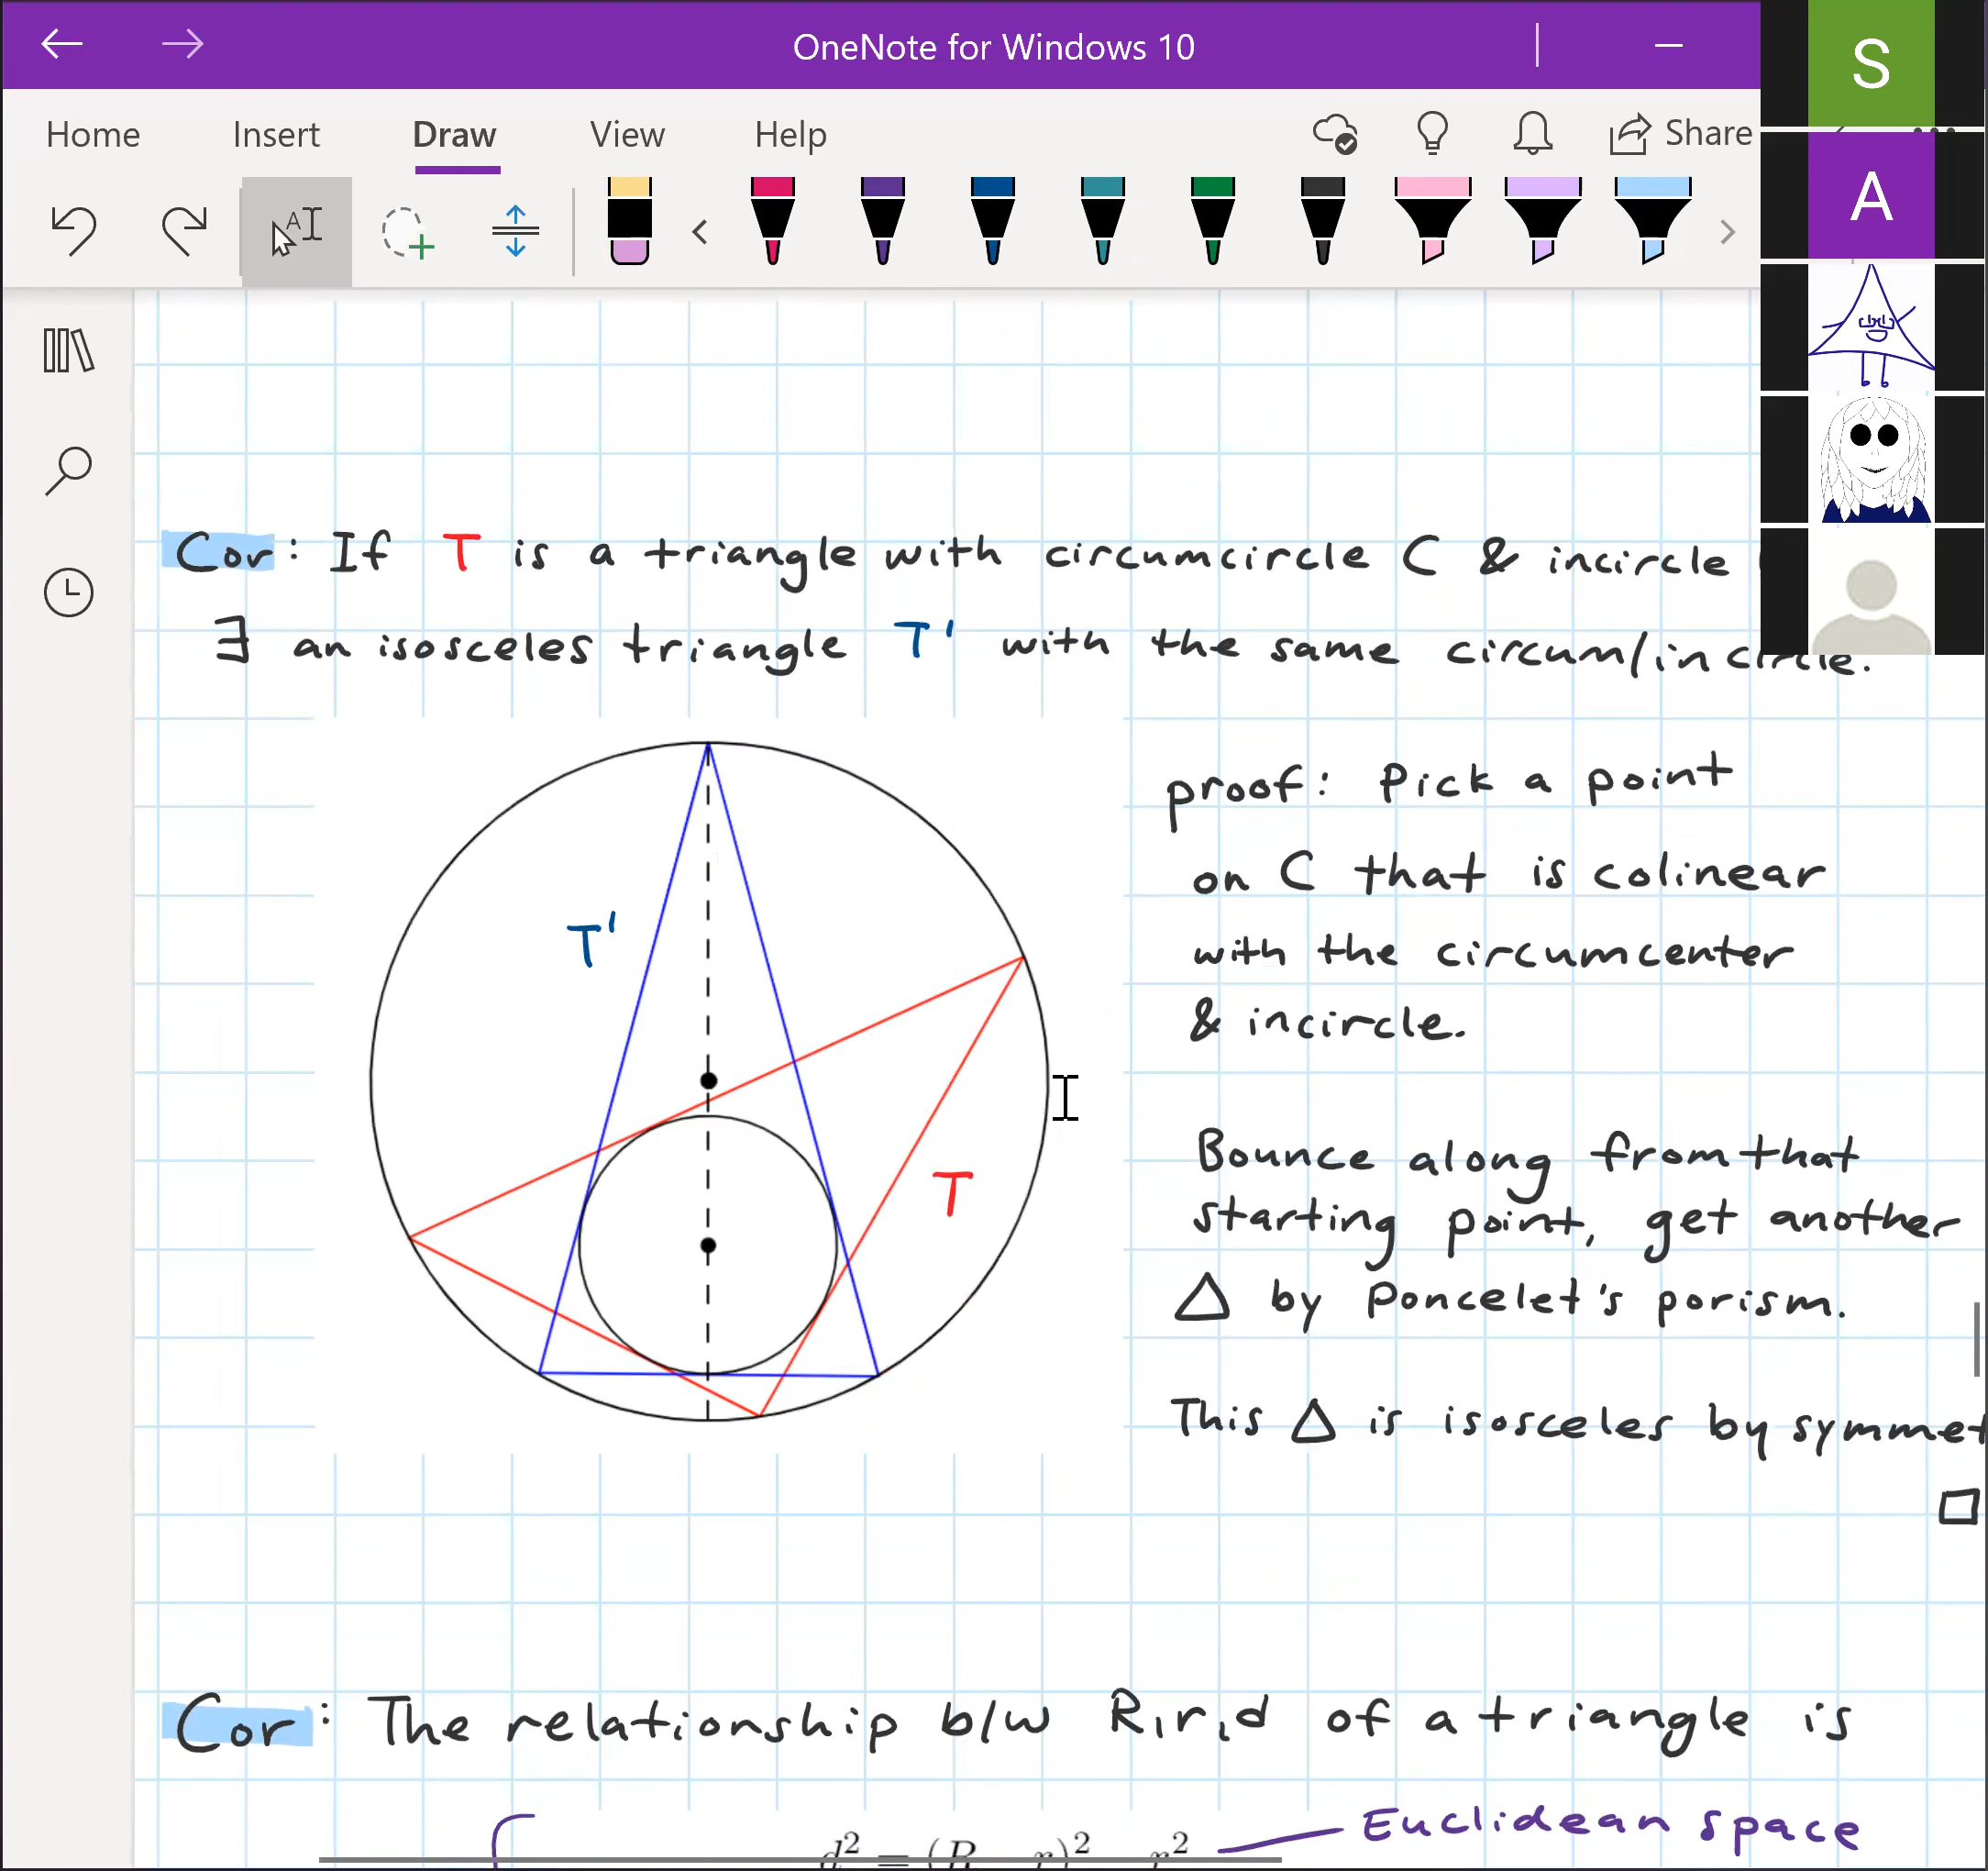 OneNote for Windows 10
S
Home Insert Draw View Help Share
A
Cor: If T is a triangle with circumcircle C & incircle
∃ an isosceles triangle T' with the same circum/incircle.
proof: Pick a point
on C that is colinear
with the circumcenter
& incircle.
T'
T
Bounce along from that
starting point, get another
△ by Poncelet's porism.
This △ is isosceles by symmet
□
Cor: The relationship b/w R,r,d of a triangle is
d² = (R - r)² - r² Euclidean space